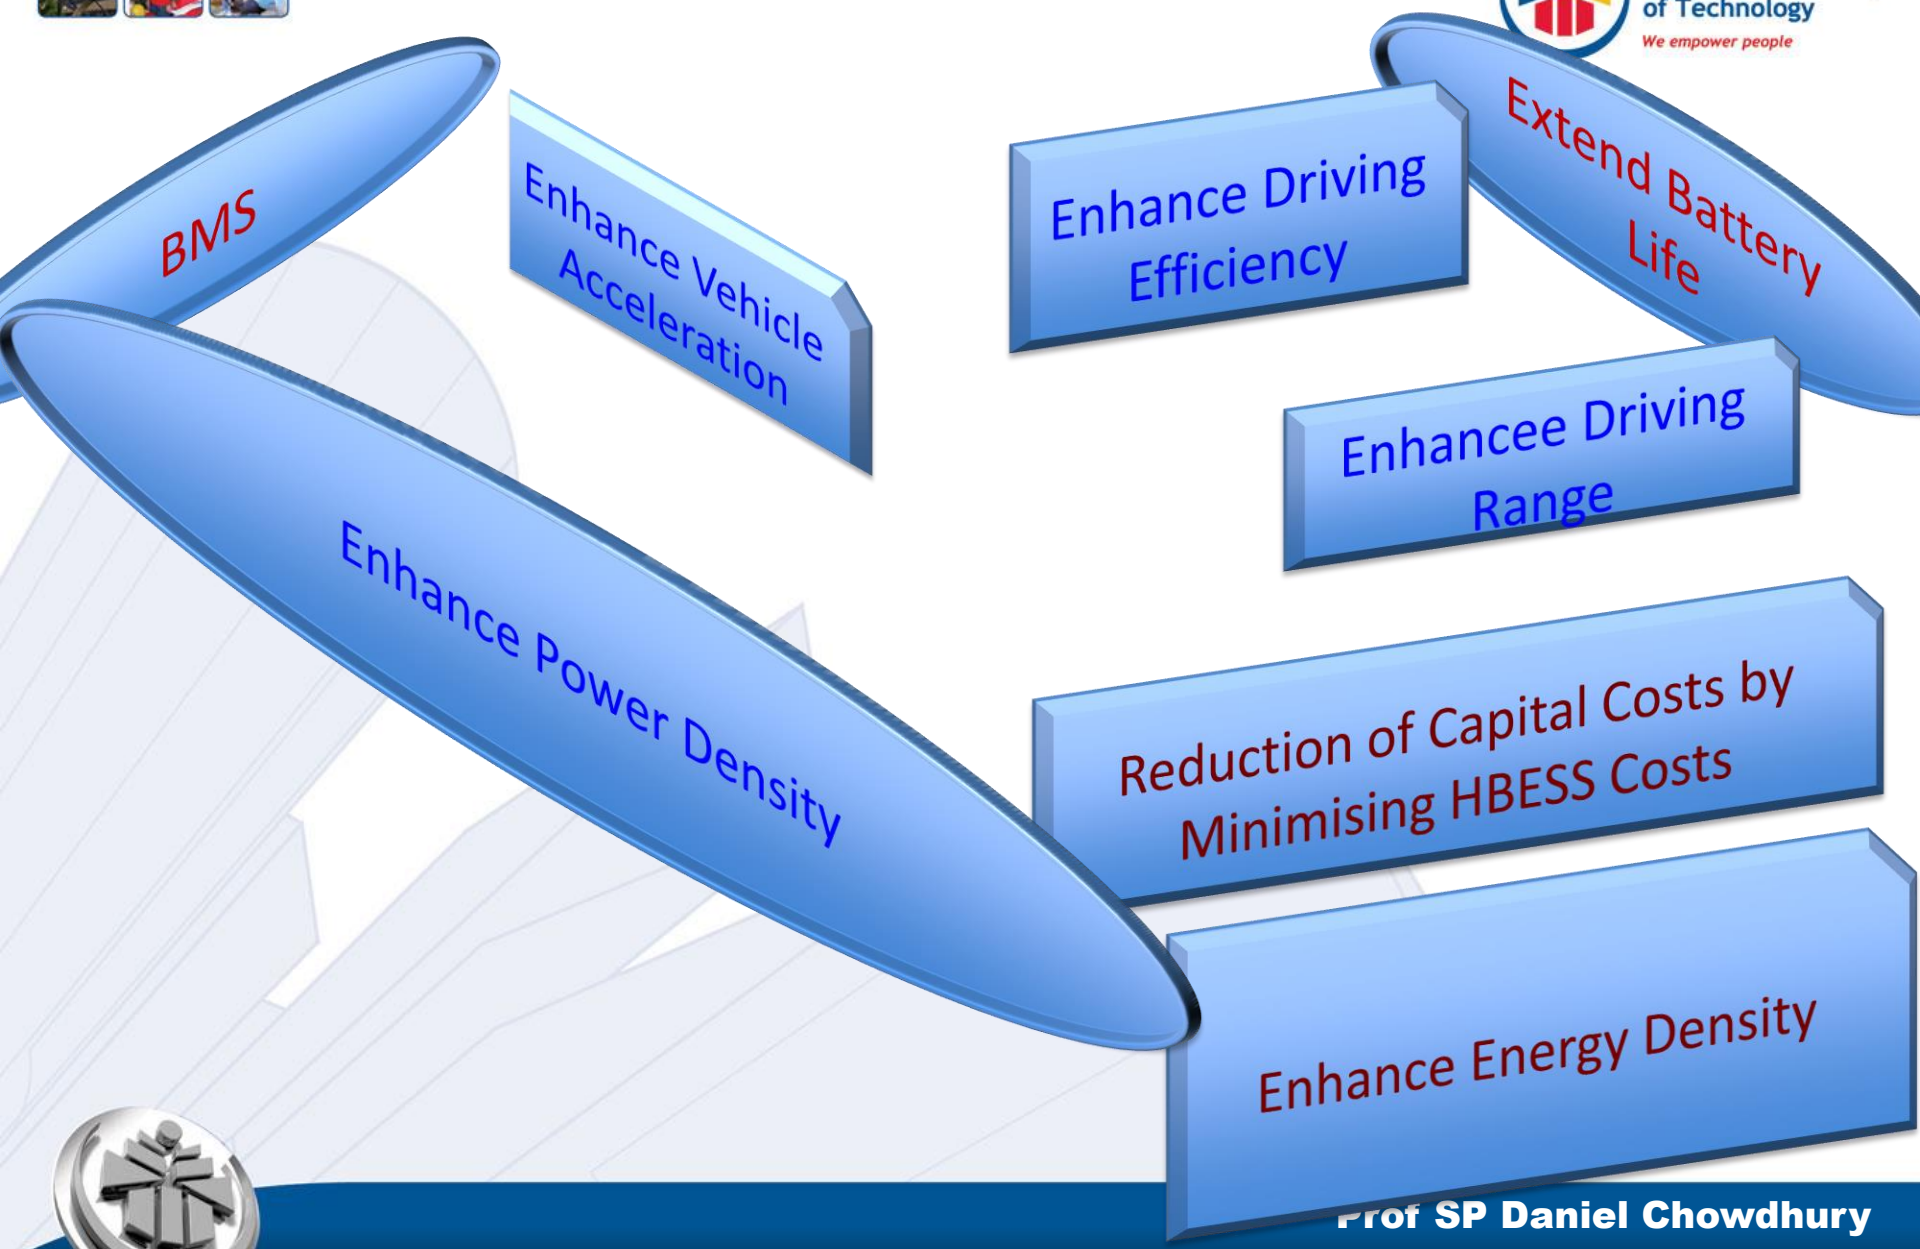 of Technology
We empower people
BMS
Enhance Vehicle
Acceleration
Enhance Driving
Efficiency
Extend Battery
Life
Enhancee Driving
Range
Enhance Power Density
Reduction of Capital Costs by
Minimising HBESS Costs
Enhance Energy Density
Prof SP Daniel Chowdhury